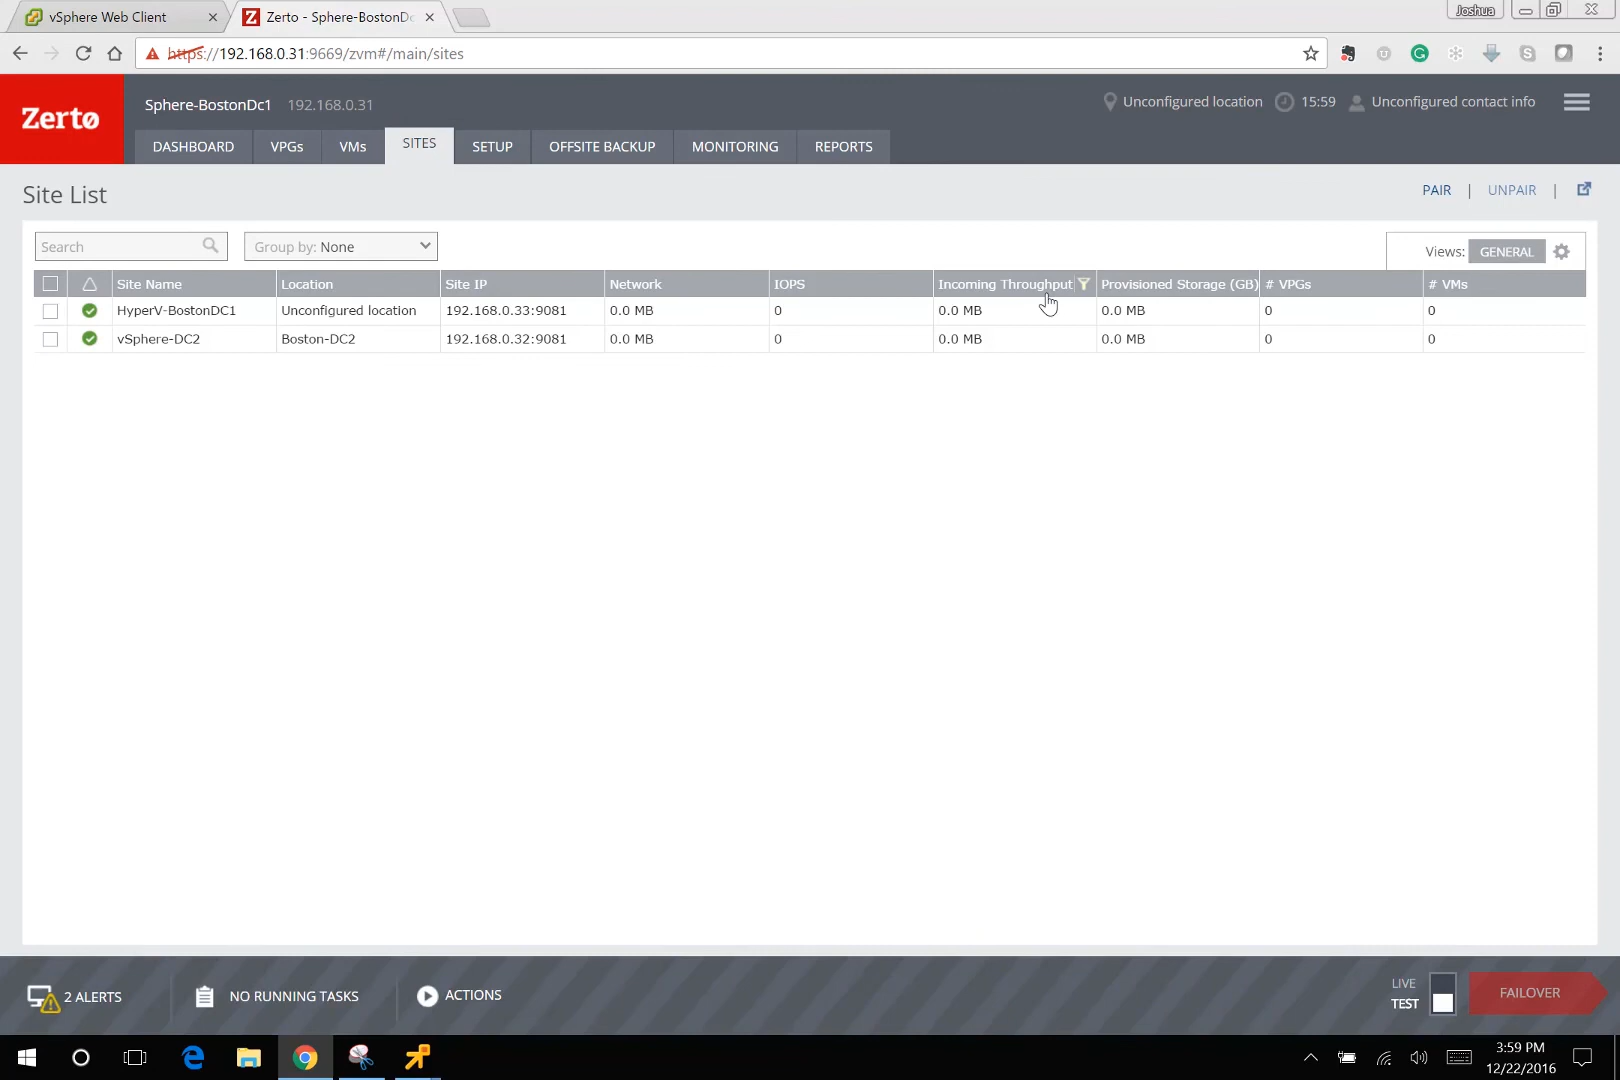 vSphere Web Client
Zerto - Sphere-BostonDc
Joshua
https://192.168.0.31:9669/zvm#/main/sites
Zerto
Sphere-BostonDc1 192.168.0.31
Unconfigured location 15:59 Unconfigured contact info
DASHBOARD VPGs VMs SITES SETUP OFFSITE BACKUP MONITORING REPORTS
Site List
PAIR | UNPAIR |
Search
Group by: None
Views: GENERAL
Site Name Location Site IP Network IOPS Incoming Throughput Provisioned Storage (GB) # VPGs # VMs
HyperV-BostonDC1 Unconfigured location 192.168.0.33:9081 0.0 MB 0 0.0 MB 0.0 MB 0 0
vSphere-DC2 Boston-DC2 192.168.0.32:9081 0.0 MB 0 0.0 MB 0.0 MB 0 0
2 ALERTS
NO RUNNING TASKS
ACTIONS
LIVE
TEST
FAILOVER
3:59 PM
12/22/2016